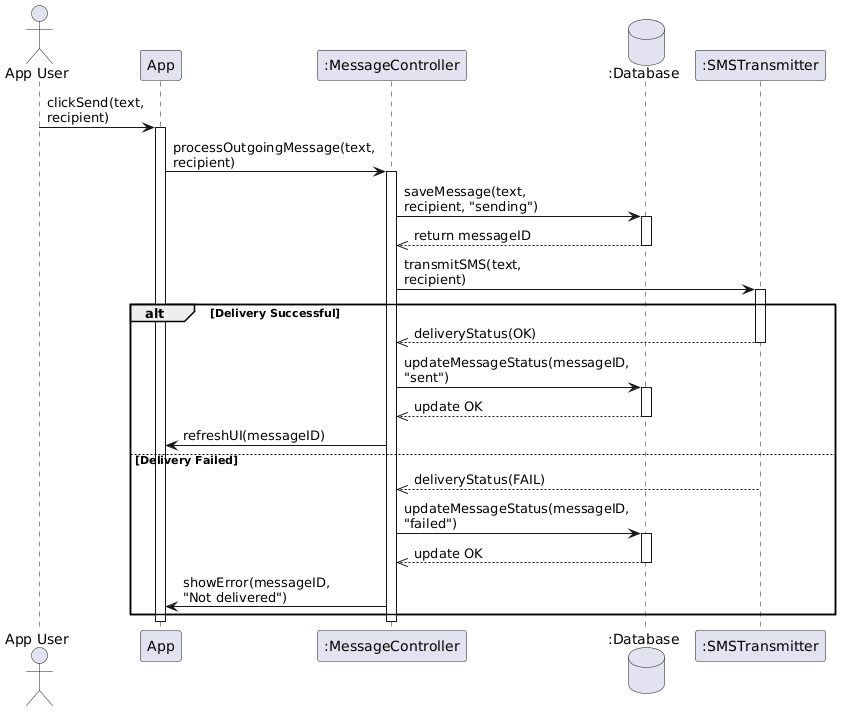 App User
App
:MessageController
:Database
:SMSTransmitter
clickSend(text,
recipient)
processOutgoingMessage(text,
recipient)
saveMessage(text,
recipient, "sending")
return messageID
transmitSMS(text,
recipient)
alt
[Delivery Successful]
deliveryStatus(OK)
updateMessageStatus(messageID,
"sent")
update OK
refreshUI(messageID)
[Delivery Failed]
deliveryStatus(FAIL)
updateMessageStatus(messageID,
"failed")
update OK
showError(messageID,
"Not delivered")
App User
App
:MessageController
:Database
:SMSTransmitter